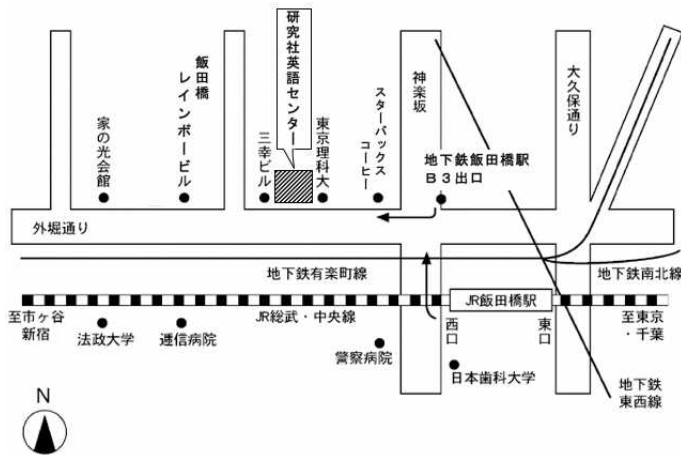 研究社英語センター
飯田橋
レインボービル
家の光会館
三幸ビル
東京理科大
スターバックス
コーヒー
神楽坂
大久保通り
地下鉄飯田橋駅
B3出口
外堀通り
地下鉄有楽町線
地下鉄南北線
JR飯田橋駅
至市ヶ谷
新宿
法政大学
逓信病院
JR総武・中央線
警察病院
西口
東口
日本歯科大学
至東京
・千葉
地下鉄
東西線
N